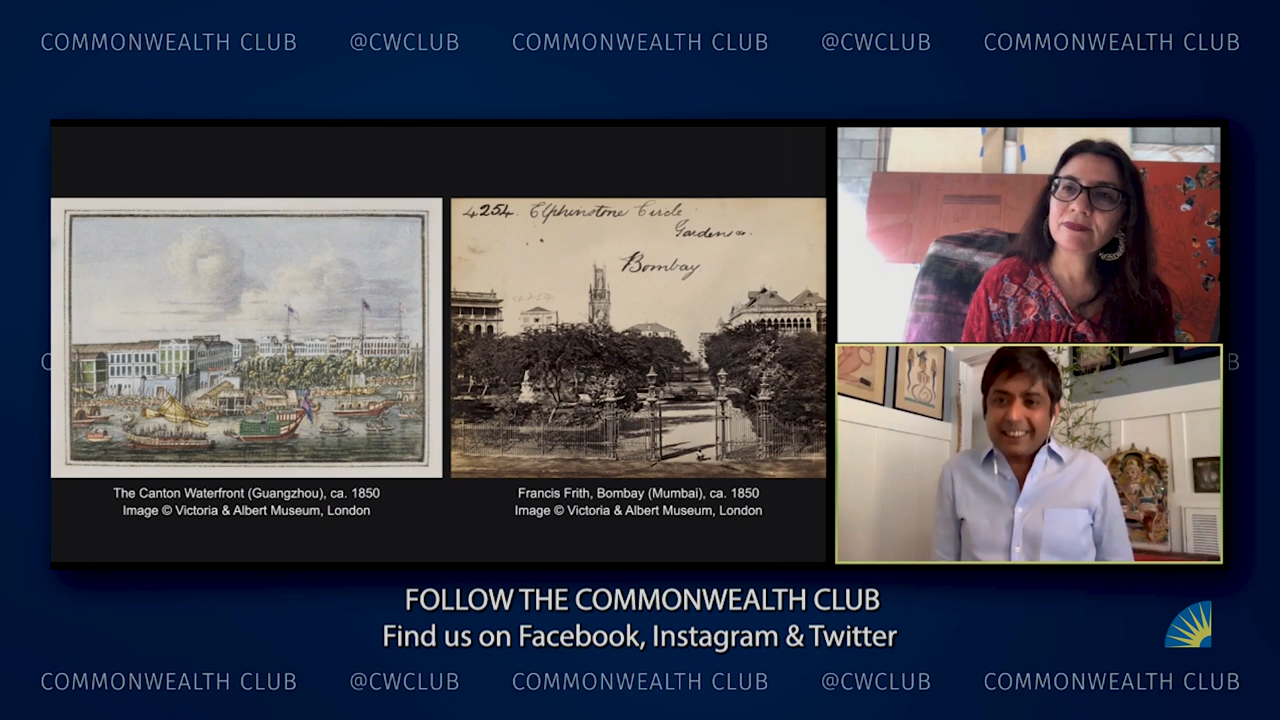 COMMONWEALTH CLUB @CWCLUB COMMONWEALTH CLUB @CWCLUB COMMONWEALTH CLUB
4254. Elphinstone Circle
Gardens
Bombay
The Canton Waterfront (Guangzhou), ca. 1850
Image © Victoria & Albert Museum, London
Francis Frith, Bombay (Mumbai), ca. 1850
Image © Victoria & Albert Museum, London
FOLLOW THE COMMONWEALTH CLUB
Find us on Facebook, Instagram & Twitter
COMMONWEALTH CLUB @CWCLUB COMMONWEALTH CLUB @CWCLUB COMMONWEALTH CLUB